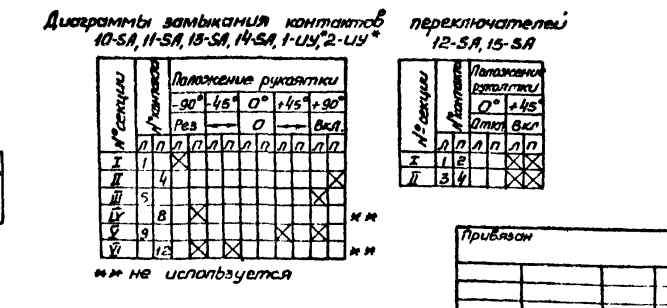 Диаграммы замыкания контактов переключателей
10-SA, 11-SA, 13-SA, 14-SA, 1-ИУ,* 2-ИУ*
12-SA, 15-SA
№ секции
№ контакта
Положение рукоятки
-90° -45° 0° +45° +90°
Рез ←→ 0 ←→ Вкл.
Л П Л П Л П Л П Л П Л П
I 1
II 4
III 5
IV 8 **
V 9
VI 12 **
** не используется
№ секции
№ контакта
Положение
рукоятки
0° +45°
Откл Вкл
Л П Л П Л П
I 1 2
II 3 4
Привязан